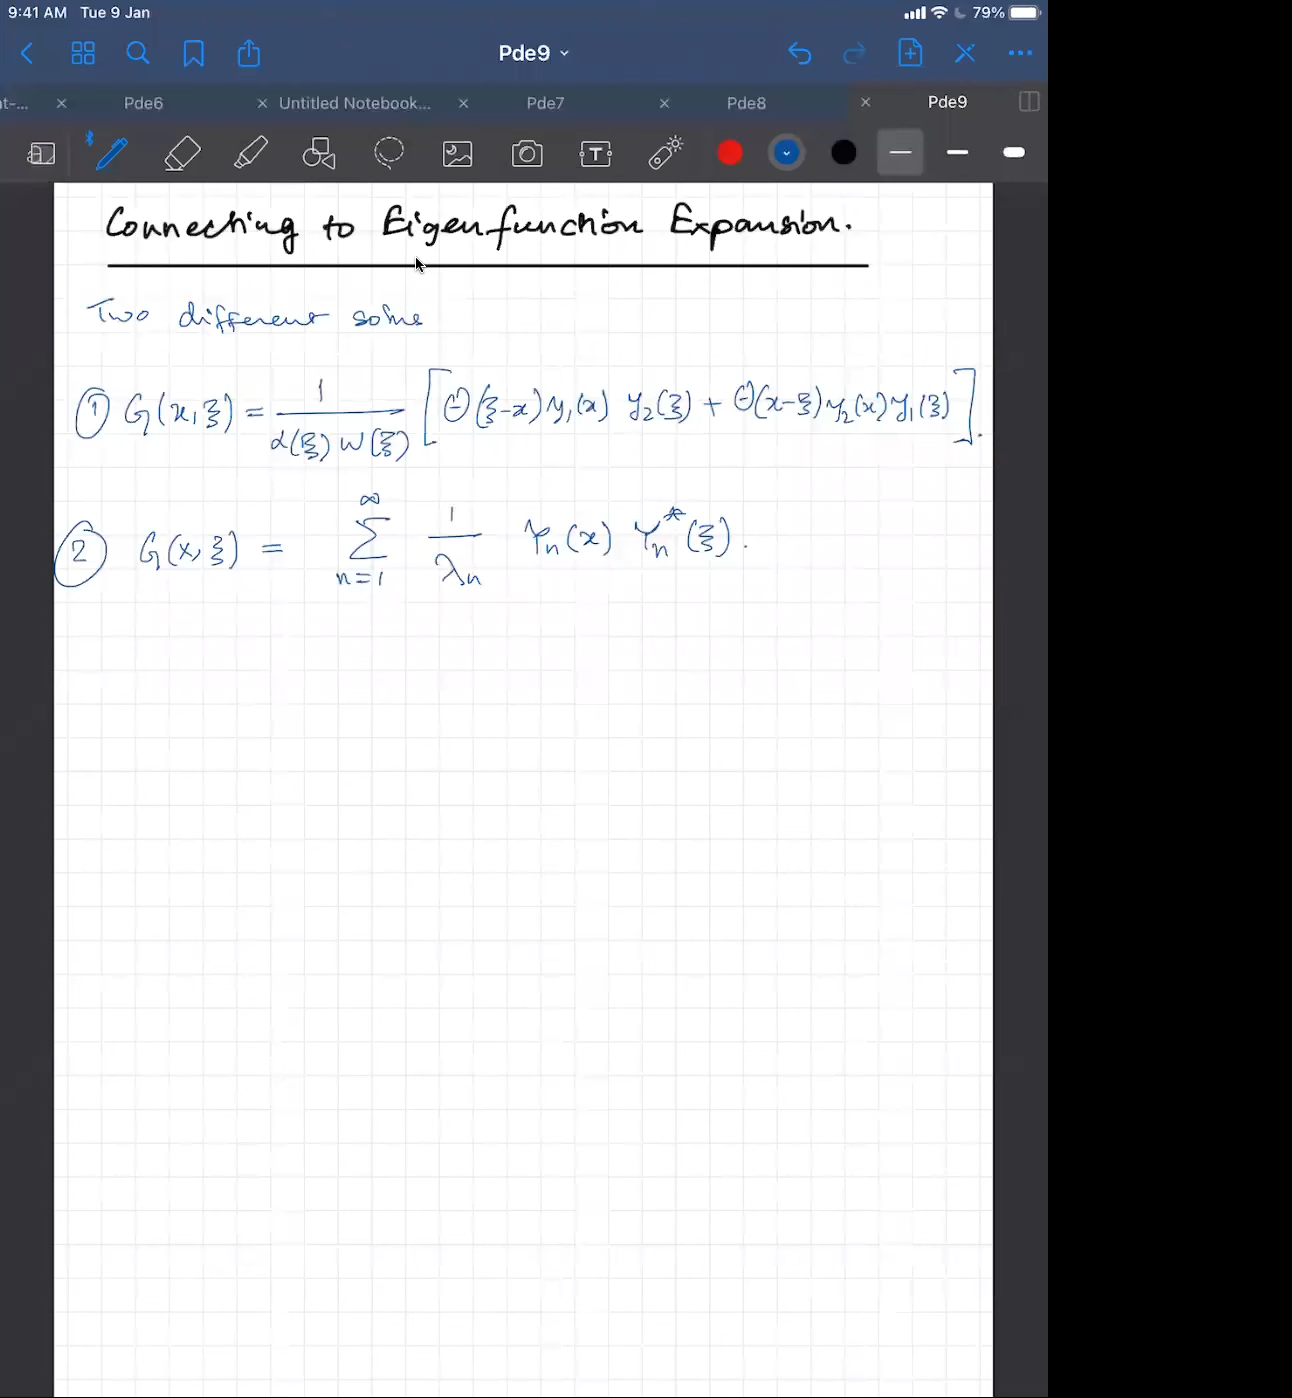 9:41 AM Tue 9 Jan 79%
Pde9
at-... Pde6 Untitled Notebook... Pde7 Pde8 Pde9
T
Connecting to Eigenfunction Expansion.
Two different solns
① G(x,ξ) = 1/(α(ξ) W(ξ)) [Θ(ξ-x) y₁(x) y₂(ξ) + Θ(x-ξ) y₂(x) y₁(ξ)].
② G(x,ξ) = ∑_{n=1}^{∞} 1/λₙ Yₙ(x) Yₙ*(ξ).